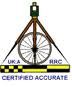 UKA RRC
CERTIFIED ACCURATE